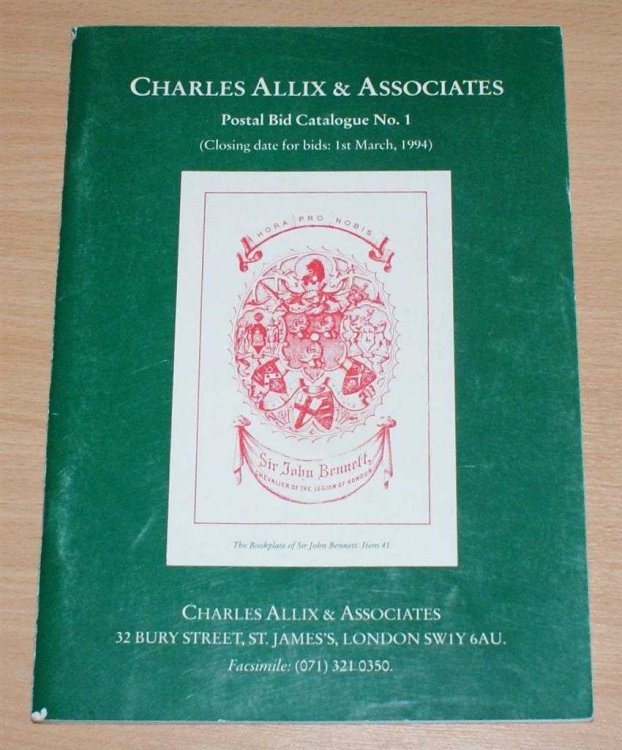 CHARLES ALLIX & ASSOCIATES
Postal Bid Catalogue No. 1
(Closing date for bids: 1st March, 1994)
HORA PRO NOBIS
Sir John Bennett,
CHEVALIER OF THE LEGION OF HONOUR.
The Bookplate of Sir John Bennett. Item 41.
CHARLES ALLIX & ASSOCIATES
32 BURY STREET, ST. JAMES'S, LONDON SW1Y 6AU.
Facsimile: (071) 321 0350.